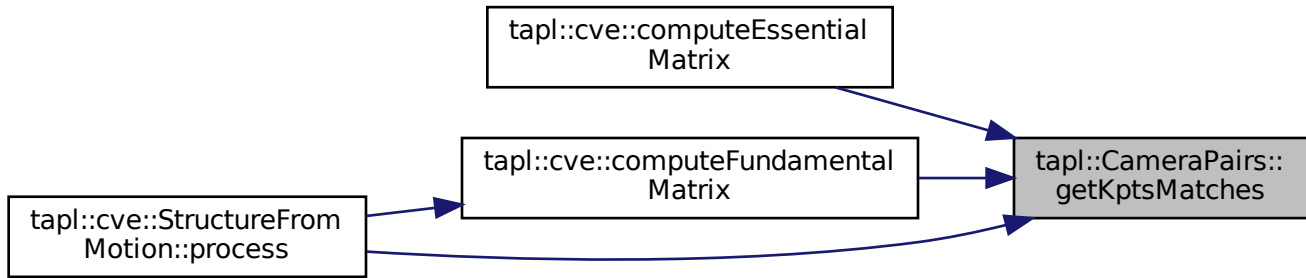 tapl::cve::computeEssential
Matrix
tapl::cve::computeFundamental
Matrix
tapl::CameraPairs::
getKptsMatches
tapl::cve::StructureFrom
Motion::process